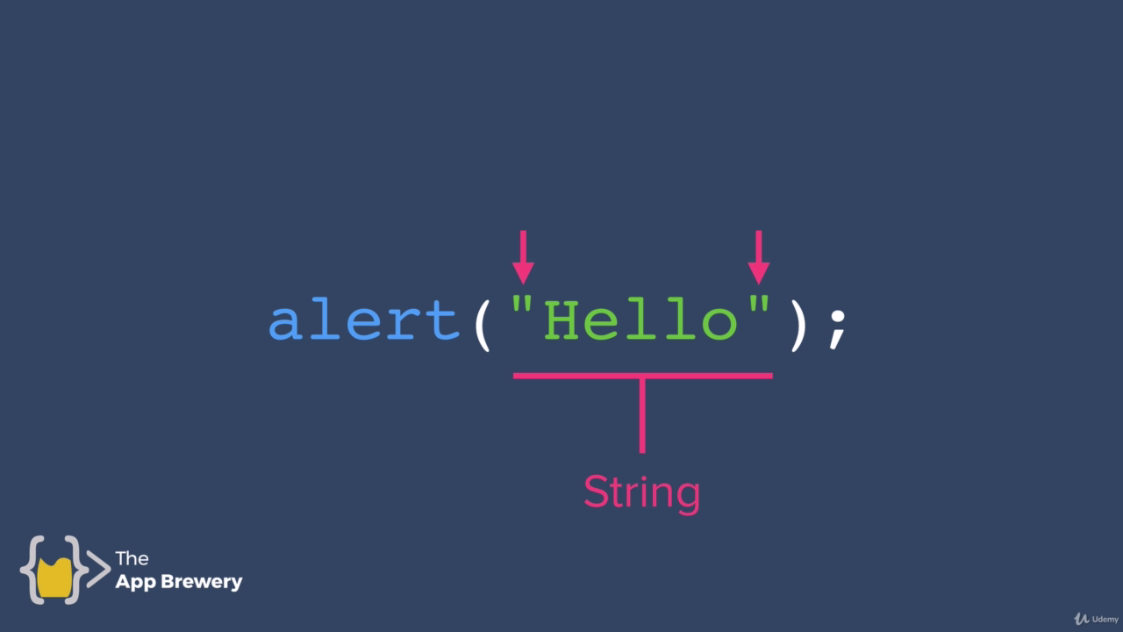 alert("Hello");
String
The
App Brewery
Udemy